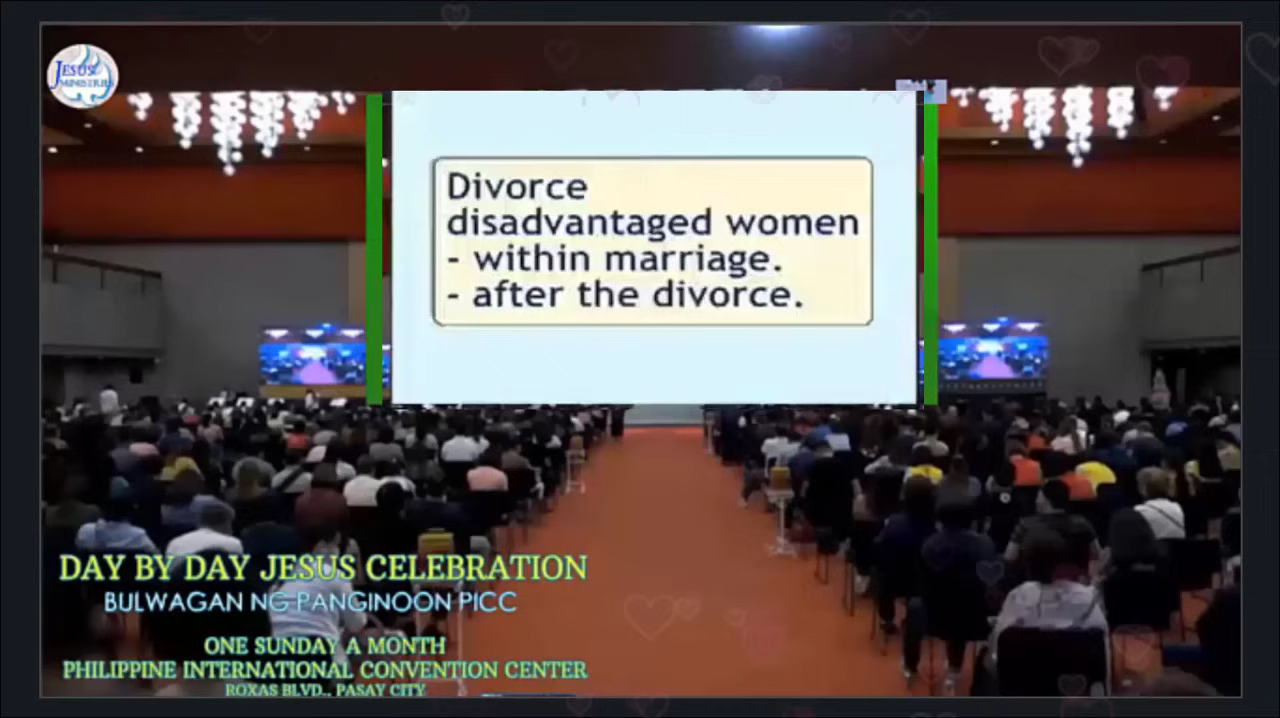 JESUS
MINISTRIES
Divorce
disadvantaged women
- within marriage.
- after the divorce.
DAY BY DAY JESUS CELEBRATION
BULWAGAN NG PANGINOON PICC
ONE SUNDAY A MONTH
PHILIPPINE INTERNATIONAL CONVENTION CENTER
ROXAS BLVD., PASAY CITY